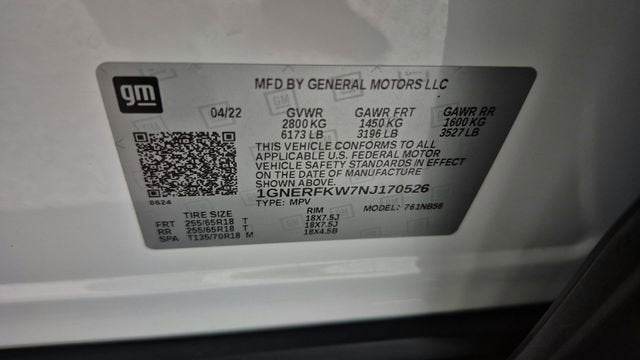 gm
MFD BY GENERAL MOTORS LLC
04/22 GVWR GAWR FRT GAWR RR
2800 KG 1450 KG 1600 KG
6173 LB 3196 LB 3527 LB
THIS VEHICLE CONFORMS TO ALL
APPLICABLE U.S. FEDERAL MOTOR
VEHICLE SAFETY STANDARDS IN EFFECT
ON THE DATE OF MANUFACTURE
SHOWN ABOVE.
8624 1GNERFKW7NJ170526
TYPE: MPV MODEL: 761NB56
TIRE SIZE RIM
FRT 255/65R18 T 18X7.5J
RR 255/65R18 T 18X7.5J
SPA T135/70R18 M 18X4.5B